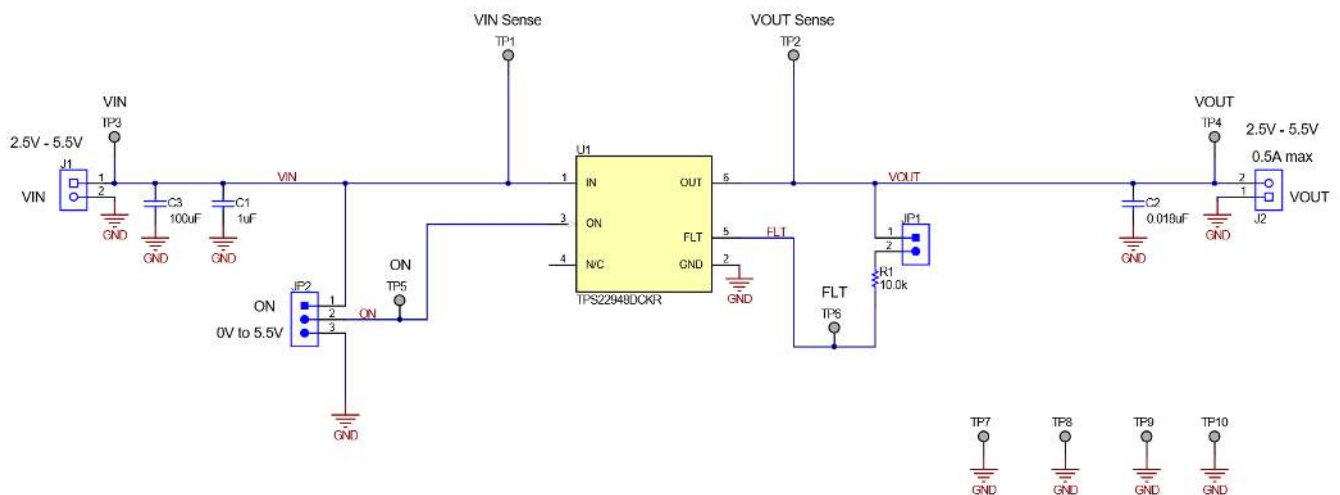 VIN Sense
TP1
VOUT Sense
TP2
VIN
TP3
VOUT
TP4
2.5V - 5.5V
J1
VIN
1
2
GND
VIN
C3
100uF
GND
C1
1uF
GND
U1
1
IN
OUT
6
3
ON
FLT
5
4
N/C
GND
2
TPS22948DCKR
GND
VOUT
FLT
JP1
1
2
R1
10.0k
FLT
TP6
C2
0.018uF
GND
2.5V - 5.5V
0.5A max
2
1
VOUT
J2
GND
JP2
ON
0V to 5.5V
1
2
3
ON
ON
TP5
GND
TP7
GND
TP8
GND
TP9
GND
TP10
GND